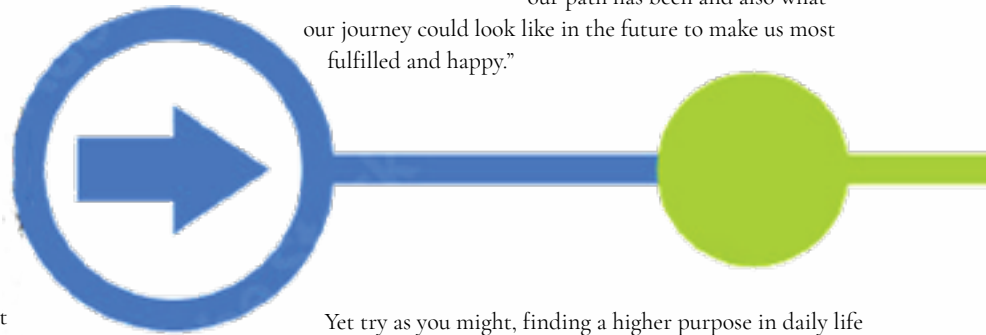 our path has been and also what
our journey could look like in the future to make us most
fulfilled and happy.”
t
Yet try as you might, finding a higher purpose in daily life